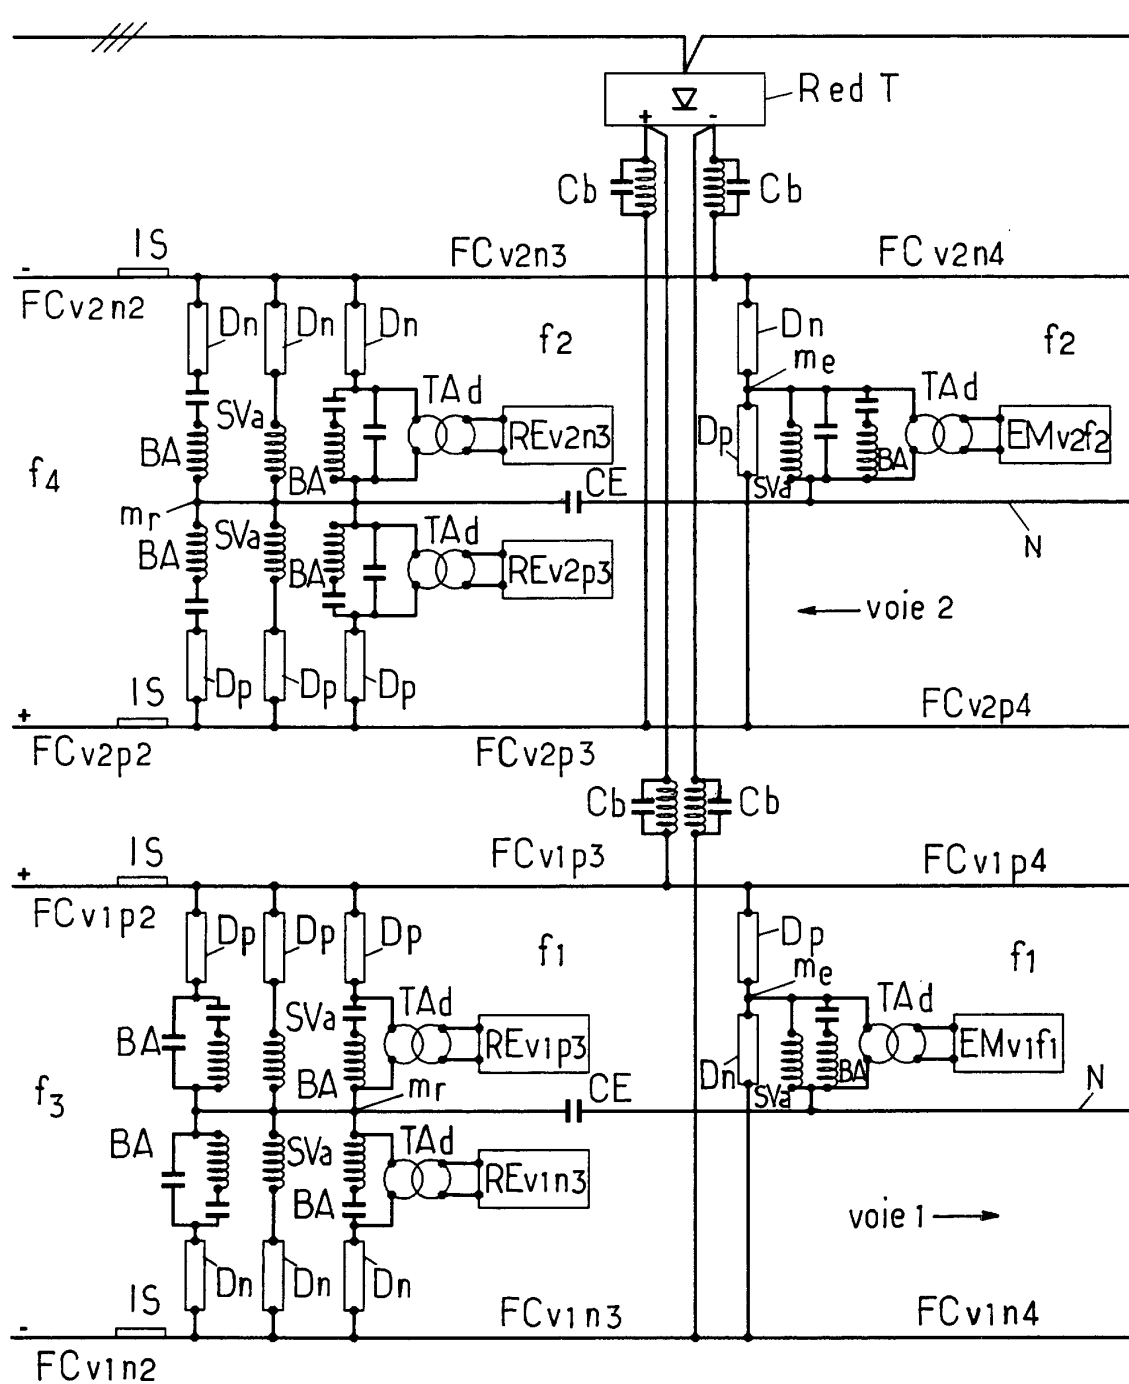 Red T
+ -
Cb Cb
IS FCv2n3 FCv2n4
-
FCv2n2
Dn Dn Dn f2 Dn f2
me
SVa TAd TAd
BA REv2n3 Dp EMv2f2
BA BA
f4 SVa
CE
mr
BA SVa TAd N
BA REv2p3
voie 2
Dp Dp Dp
IS
+ FCv2p4
FCv2p2 FCv2p3
Cb Cb
IS FCv1p3 FCv1p4
+
FCv1p2
Dp Dp Dp f1 Dp f1
me
SVa TAd TAd
BA REv1p3 EMv1f1
BA Dn BA
f3 mr CE SVa N
BA SVa TAd
BA REv1n3
voie 1
Dn Dn Dn
IS FCv1n3 FCv1n4
-
FCv1n2